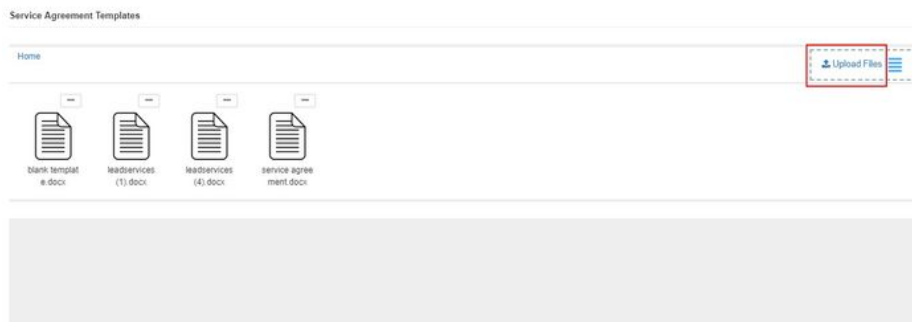 Service Agreement Templates
Home
Upload Files
blank templat
e.docx
leadservices
(1).docx
leadservices
(4).docx
service agree
ment.docx